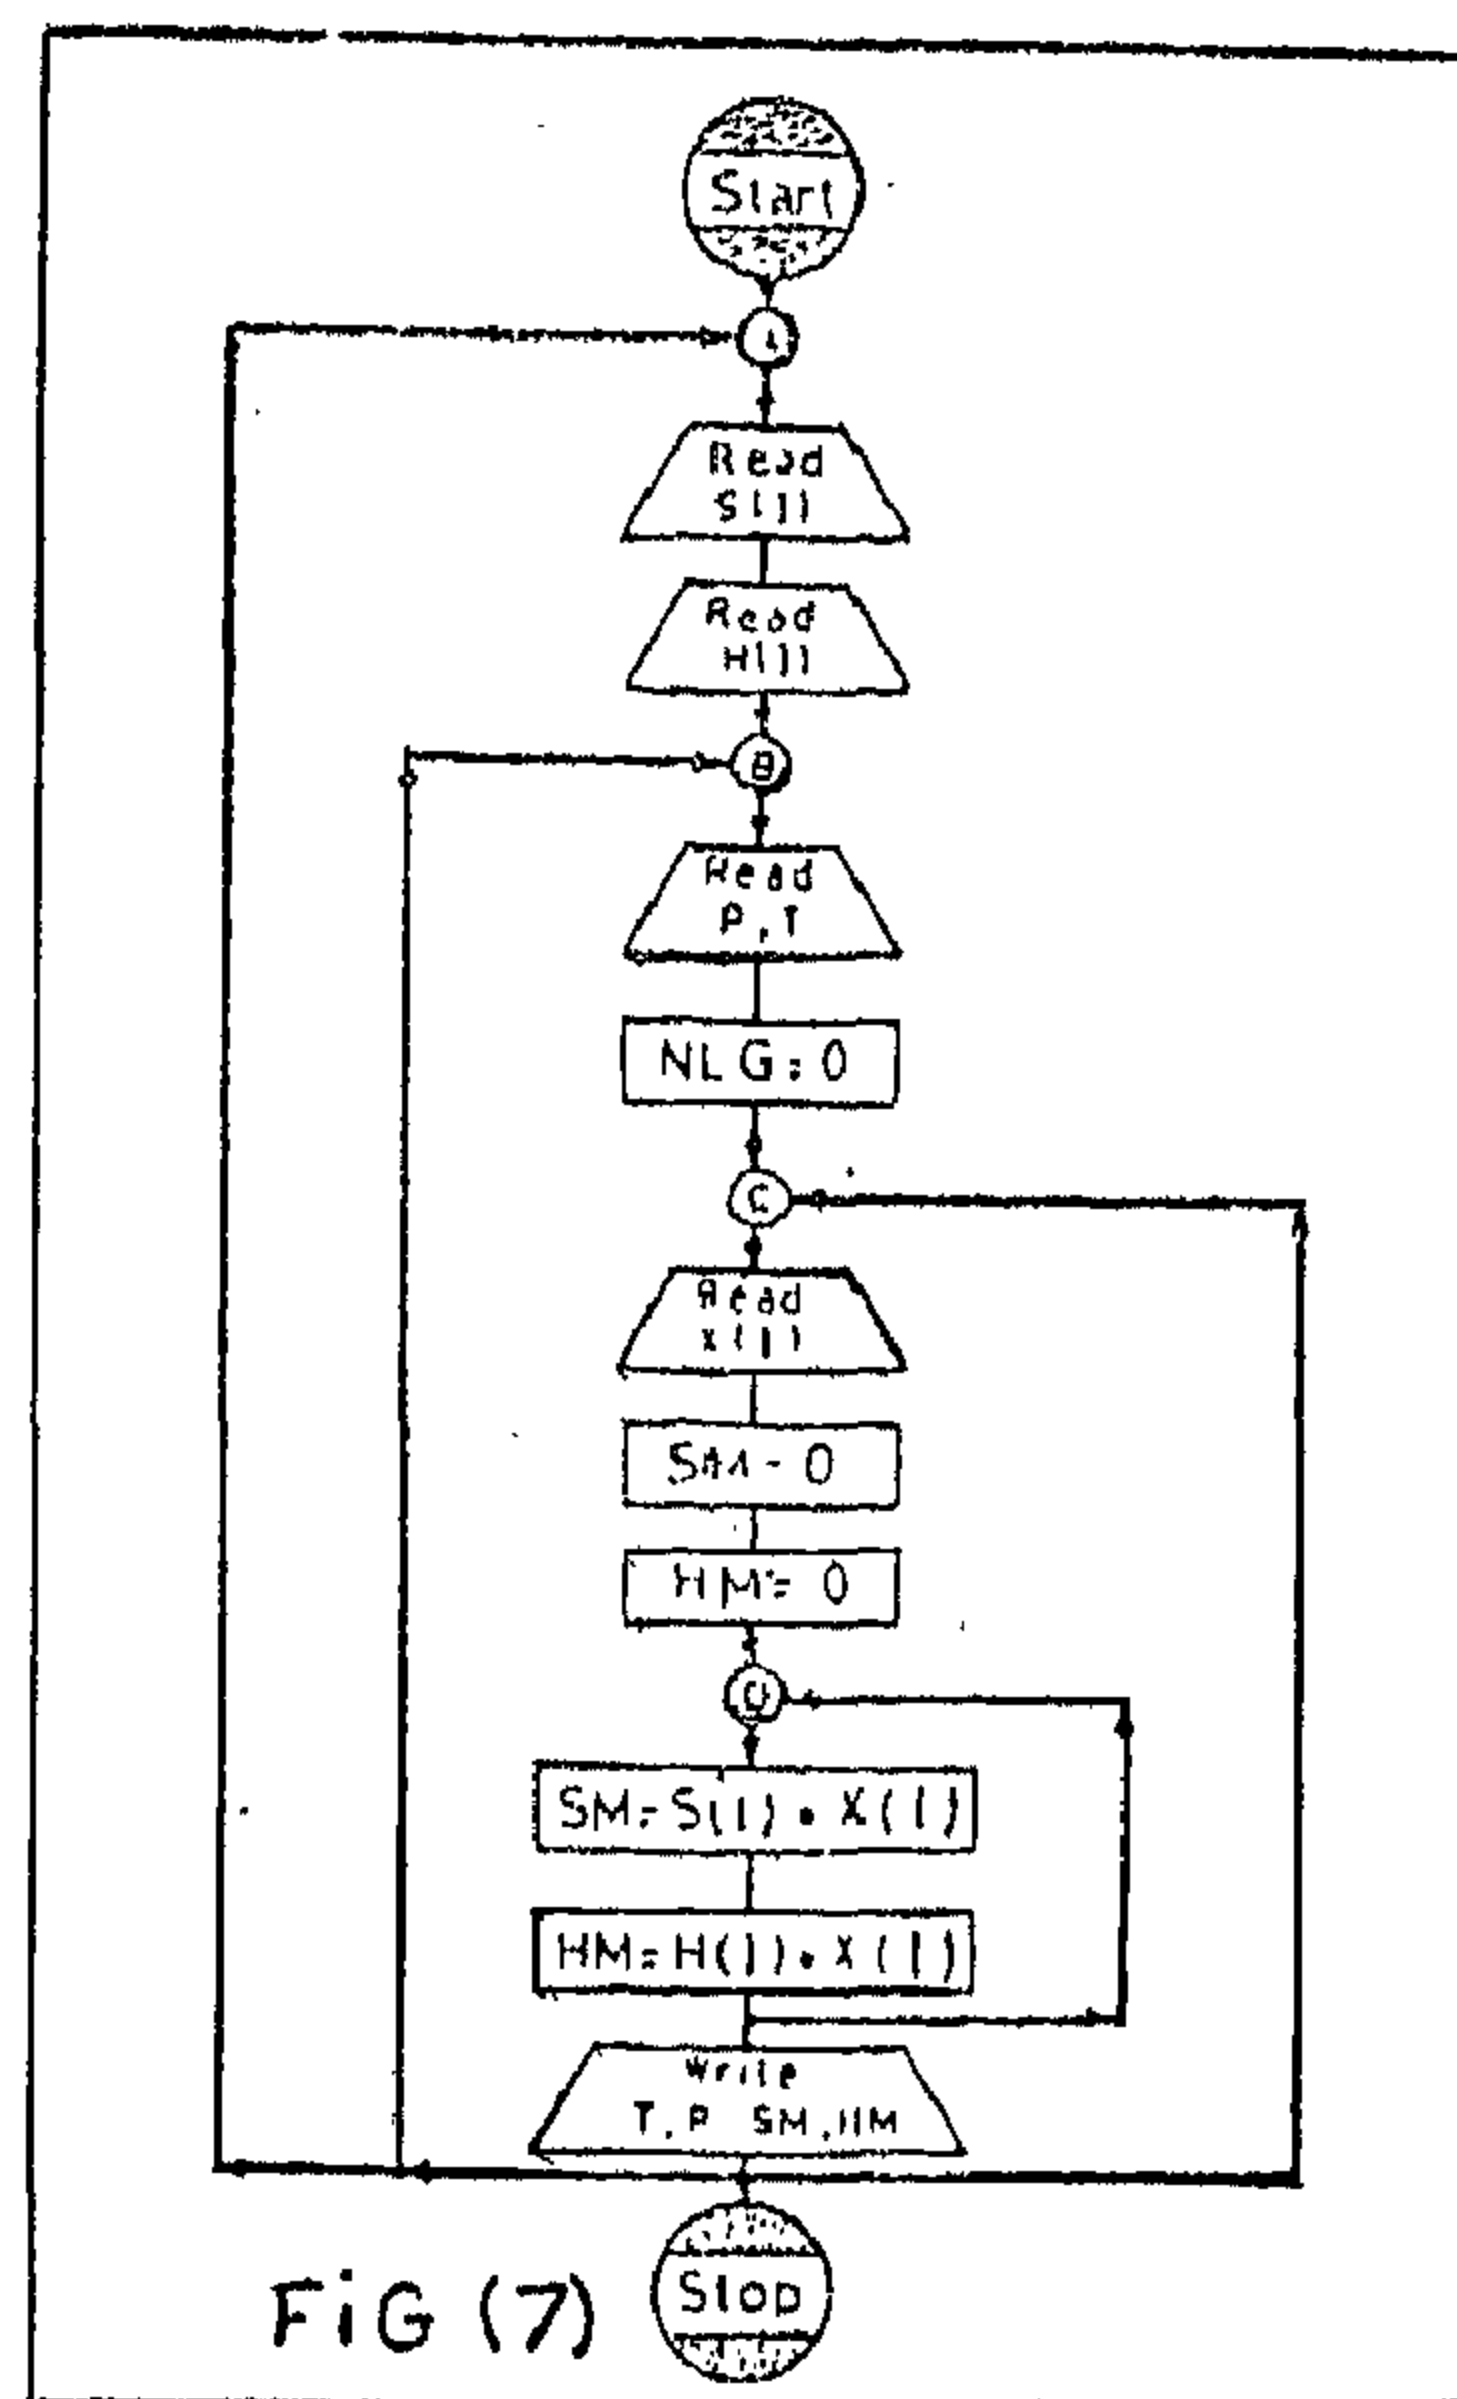 Start
A
Read
S(J)
Read
H(J)
B
Read
P,T
NLG=0
C
Read
X(I)
SM=0
HM=0
D
SM=S(I)•X(I)
HM=H(J)•X(I)
Write
T,P SM,HM
Stop
FiG (7)